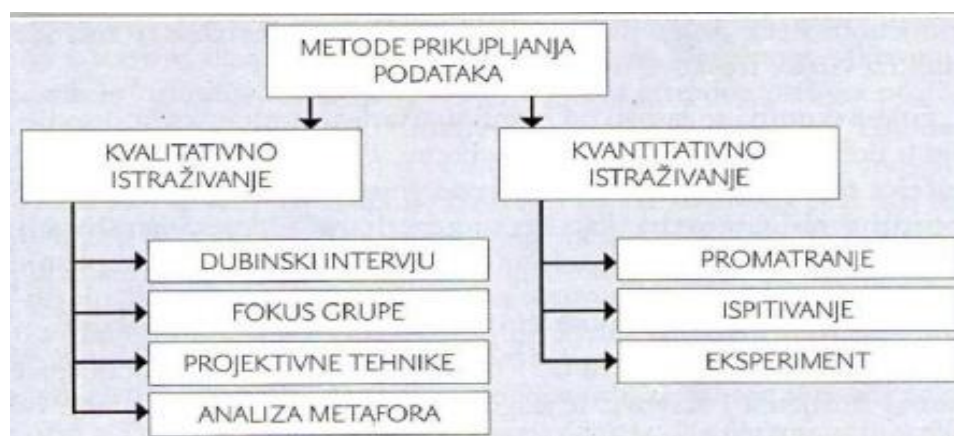 METODE PRIKUPLJANJA
PODATAKA
KVALITATIVNO
ISTRAŽIVANJE
KVANTITATIVNO
ISTRAŽIVANJE
DUBINSKI INTERVJU
FOKUS GRUPE
PROJEKTIVNE TEHNIKE
ANALIZA METAFORA
PROMATRANJE
ISPITIVANJE
EKSPERIMENT